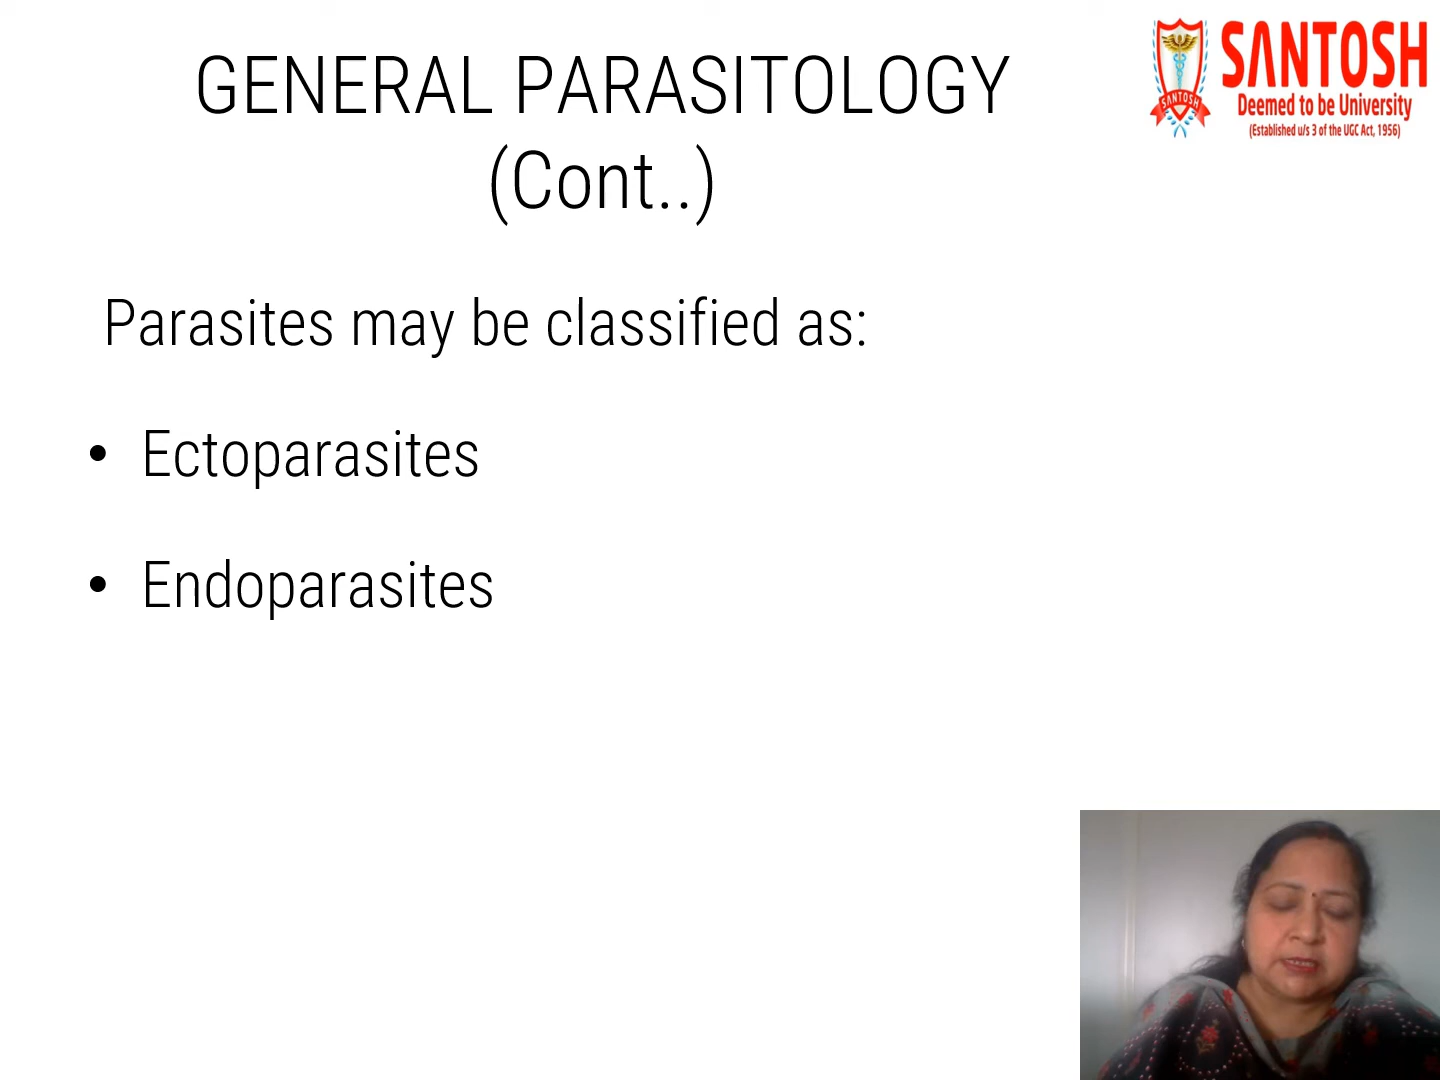 GENERAL PARASITOLOGY
(Cont..)
SANTOSH
Deemed to be University
(Established u/s 3 of the UGC Act, 1956)
SANTOSH
Parasites may be classified as:
• Ectoparasites
• Endoparasites